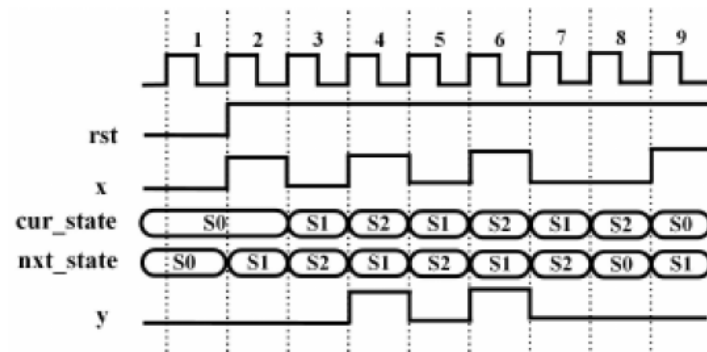 1 2 3 4 5 6 7 8 9
rst
x
cur_state S0 S1 S2 S1 S2 S1 S2 S0
nxt_state S0 S1 S2 S1 S2 S1 S2 S0 S1
y